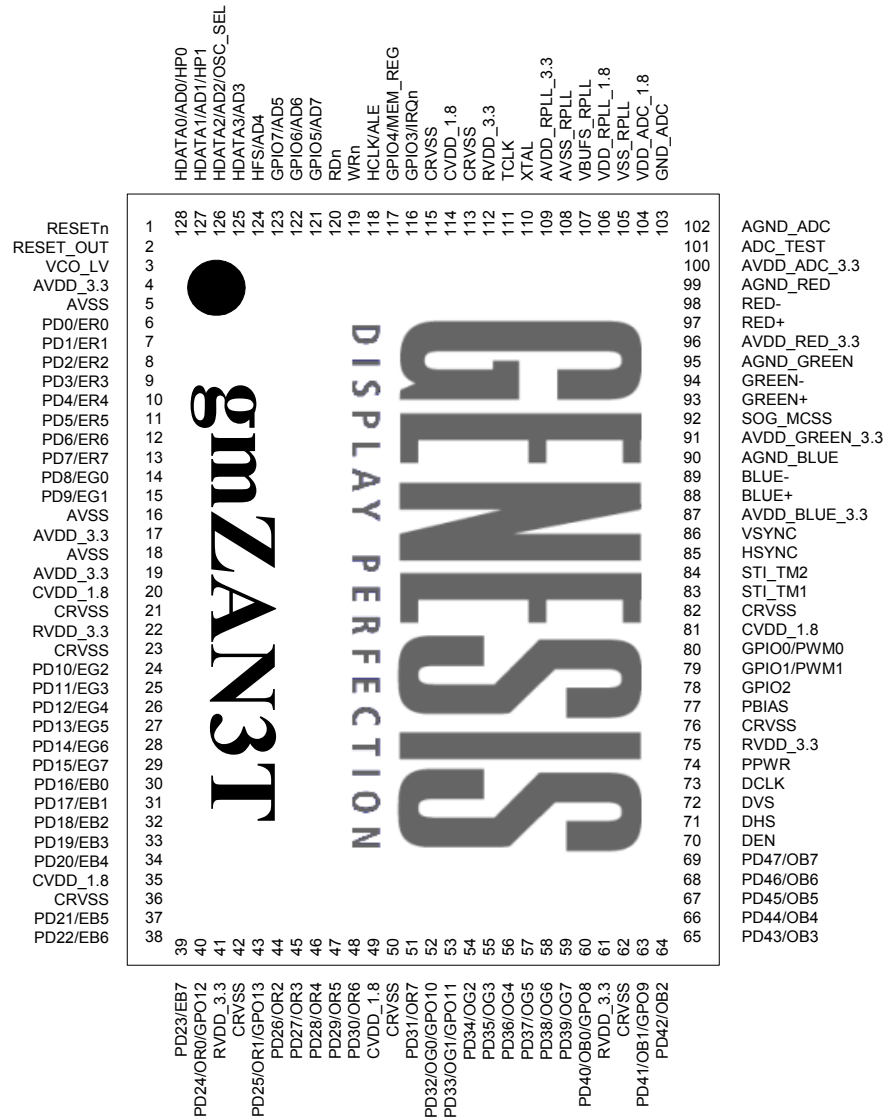 HDATA0/AD0/HP0
HDATA1/AD1/HP1
HDATA2/AD2/OSC_SEL
HDATA3/AD3
HFS/AD4
GPIO7/AD5
GPIO6/AD6
GPIO5/AD7
RDn
WRn
HCLK/ALE
GPIO4/MEM_REG
GPIO3/IRQn
CRVSS
CVDD_1.8
CRVSS
RVDD_3.3
TCLK
XTAL
AVDD_RPLL_3.3
AVSS_RPLL
VBUFS_RPLL
VDD_RPLL_1.8
VSS_RPLL
VDD_ADC_1.8
GND_ADC
128
127
126
125
124
123
122
121
120
119
118
117
116
115
114
113
112
111
110
109
108
107
106
105
104
103
RESETn 1
RESET_OUT 2
VCO_LV 3
AVDD_3.3 4
AVSS 5
PD0/ER0 6
PD1/ER1 7
PD2/ER2 8
PD3/ER3 9
PD4/ER4 10
PD5/ER5 11
PD6/ER6 12
PD7/ER7 13
PD8/EG0 14
PD9/EG1 15
AVSS 16
AVDD_3.3 17
AVSS 18
AVDD_3.3 19
CVDD_1.8 20
CRVSS 21
RVDD_3.3 22
CRVSS 23
PD10/EG2 24
PD11/EG3 25
PD12/EG4 26
PD13/EG5 27
PD14/EG6 28
PD15/EG7 29
PD16/EB0 30
PD17/EB1 31
PD18/EB2 32
PD19/EB3 33
PD20/EB4 34
CVDD_1.8 35
CRVSS 36
PD21/EB5 37
PD22/EB6 38
gmZAN3T
DISPLAY PERFECTION
GENESIS
102 AGND_ADC
101 ADC_TEST
100 AVDD_ADC_3.3
99 AGND_RED
98 RED-
97 RED+
96 AVDD_RED_3.3
95 AGND_GREEN
94 GREEN-
93 GREEN+
92 SOG_MCSS
91 AVDD_GREEN_3.3
90 AGND_BLUE
89 BLUE-
88 BLUE+
87 AVDD_BLUE_3.3
86 VSYNC
85 HSYNC
84 STI_TM2
83 STI_TM1
82 CRVSS
81 CVDD_1.8
80 GPIO0/PWM0
79 GPIO1/PWM1
78 GPIO2
77 PBIAS
76 CRVSS
75 RVDD_3.3
74 PPWR
73 DCLK
72 DVS
71 DHS
70 DEN
69 PD47/OB7
68 PD46/OB6
67 PD45/OB5
66 PD44/OB4
65 PD43/OB3
39
40
41
42
43
44
45
46
47
48
49
50
51
52
53
54
55
56
57
58
59
60
61
62
63
64
PD23/EB7
PD24/OR0/GPO12
RVDD_3.3
CRVSS
PD25/OR1/GPO13
PD26/OR2
PD27/OR3
PD28/OR4
PD29/OR5
PD30/OR6
CVDD_1.8
CRVSS
PD31/OR7
PD32/OG0/GPO10
PD33/OG1/GPO11
PD34/OG2
PD35/OG3
PD36/OG4
PD37/OG5
PD38/OG6
PD39/OG7
PD40/OB0/GPO8
RVDD_3.3
CRVSS
PD41/OB1/GPO9
PD42/OB2